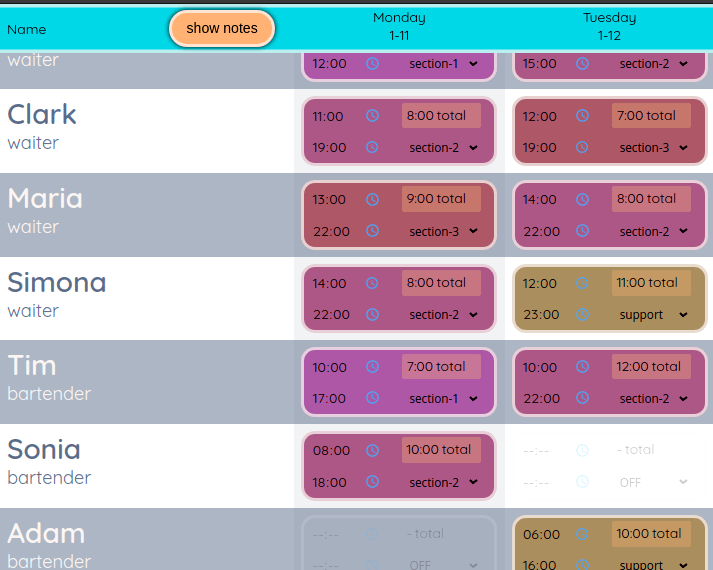 Name show notes Monday Tuesday
1-11 1-12
waiter 12:00 section-1 15:00 section-2
Clark 11:00 8:00 total 12:00 7:00 total
waiter 19:00 section-2 19:00 section-3
Maria 13:00 9:00 total 14:00 8:00 total
waiter 22:00 section-3 22:00 section-2
Simona 14:00 8:00 total 12:00 11:00 total
waiter 22:00 section-2 23:00 support
Tim 10:00 7:00 total 10:00 12:00 total
bartender 17:00 section-1 22:00 section-2
Sonia 08:00 10:00 total --:-- - total
bartender 18:00 section-2 --:-- OFF
Adam --:-- - total 06:00 10:00 total
bartender --:-- OFF 16:00 support